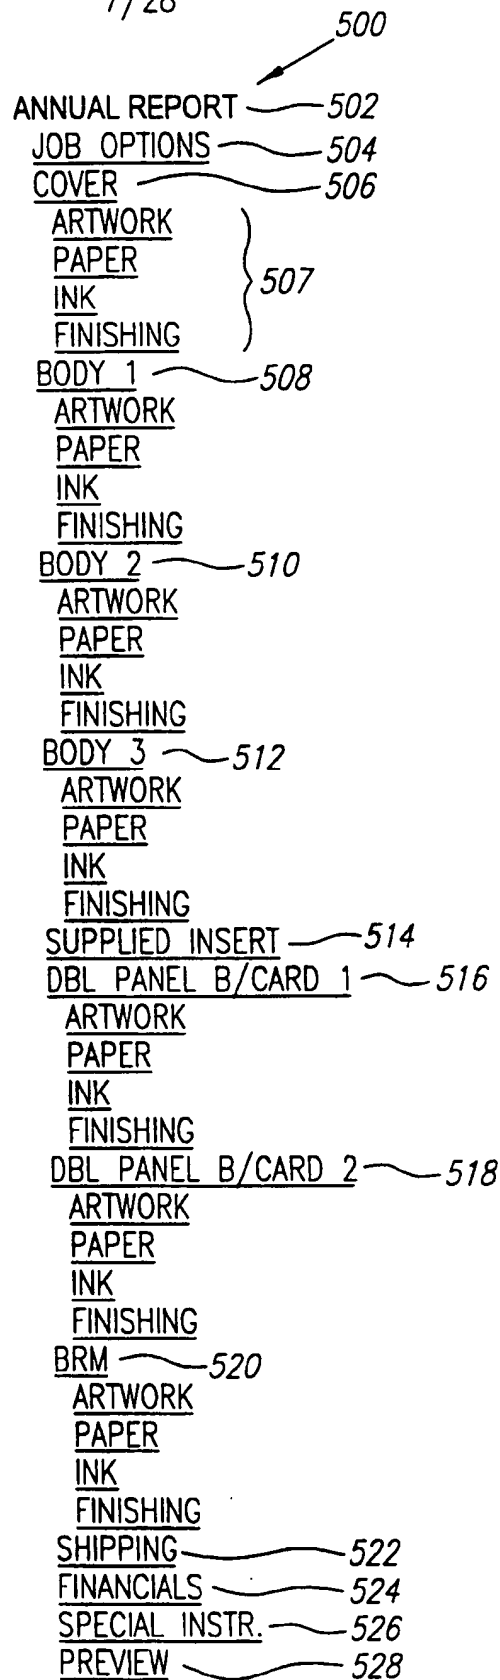 7/28
500
ANNUAL REPORT 502
JOB OPTIONS 504
COVER 506
ARTWORK
PAPER
INK
FINISHING
507
BODY 1 508
ARTWORK
PAPER
INK
FINISHING
BODY 2 510
ARTWORK
PAPER
INK
FINISHING
BODY 3 512
ARTWORK
PAPER
INK
FINISHING
SUPPLIED INSERT 514
DBL PANEL B/CARD 1 516
ARTWORK
PAPER
INK
FINISHING
DBL PANEL B/CARD 2 518
ARTWORK
PAPER
INK
FINISHING
BRM 520
ARTWORK
PAPER
INK
FINISHING
SHIPPING 522
FINANCIALS 524
SPECIAL INSTR. 526
PREVIEW 528